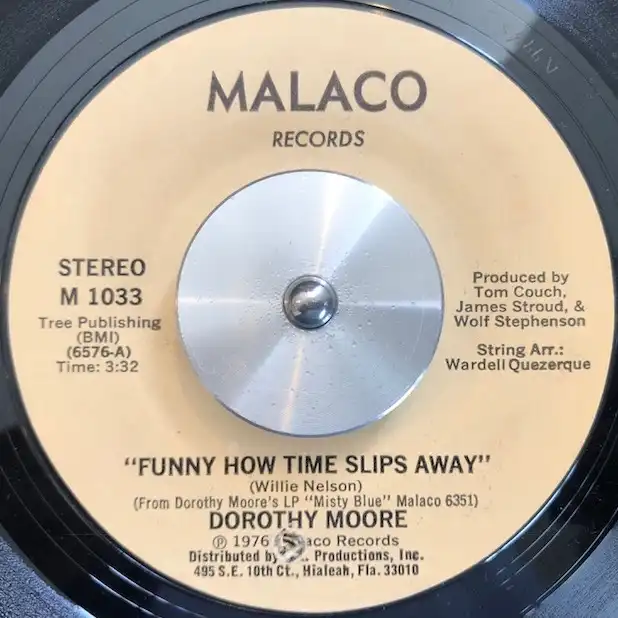 MALACO
RECORDS
STEREO
M 1033
Tree Publishing
(BMI)
(6576-A)
Time: 3:32
Produced by
Tom Couch,
James Stroud, &
Wolf Stephenson
String Arr.:
Wardell Quezerque
"FUNNY HOW TIME SLIPS AWAY"
(Willie Nelson)
(From Dorothy Moore's LP "Misty Blue" Malaco 6351)
DOROTHY MOORE
℗ 1976 Records
Distributed by Productions, Inc.
495 S.E. 10th Ct., Hialeah, Fla. 33010